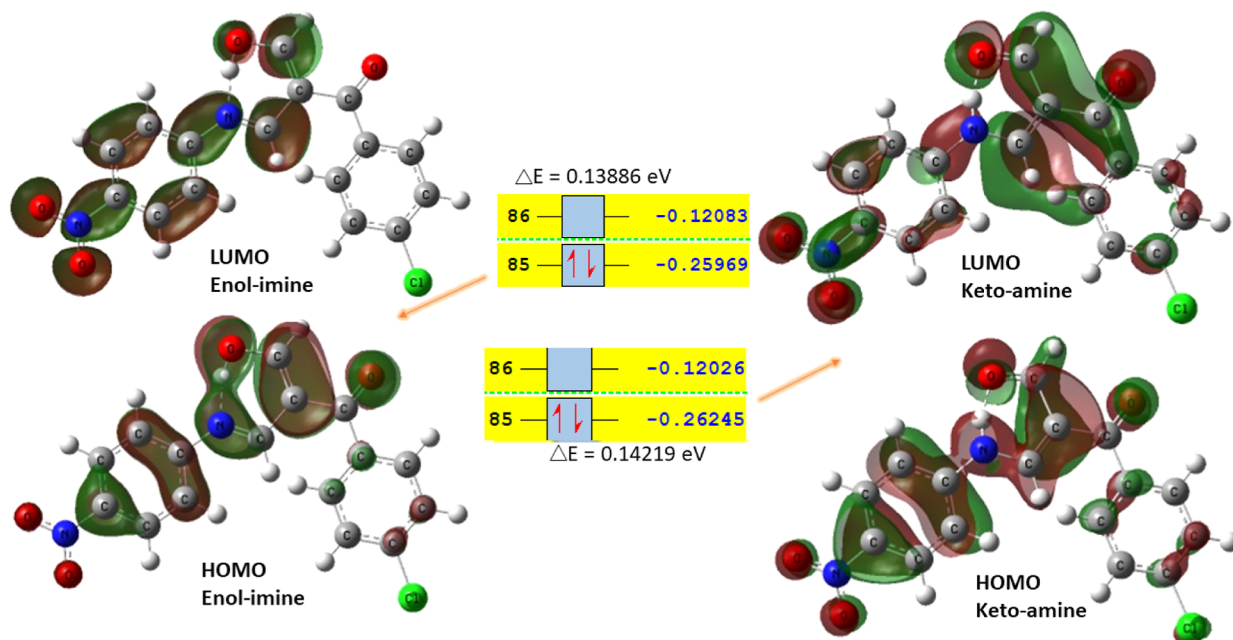 △E = 0.13886 eV
86 -0.12083
85 -0.25969
LUMO
Enol-imine
LUMO
Keto-amine
86 -0.12026
85 -0.26245
△E = 0.14219 eV
HOMO
Enol-imine
HOMO
Keto-amine